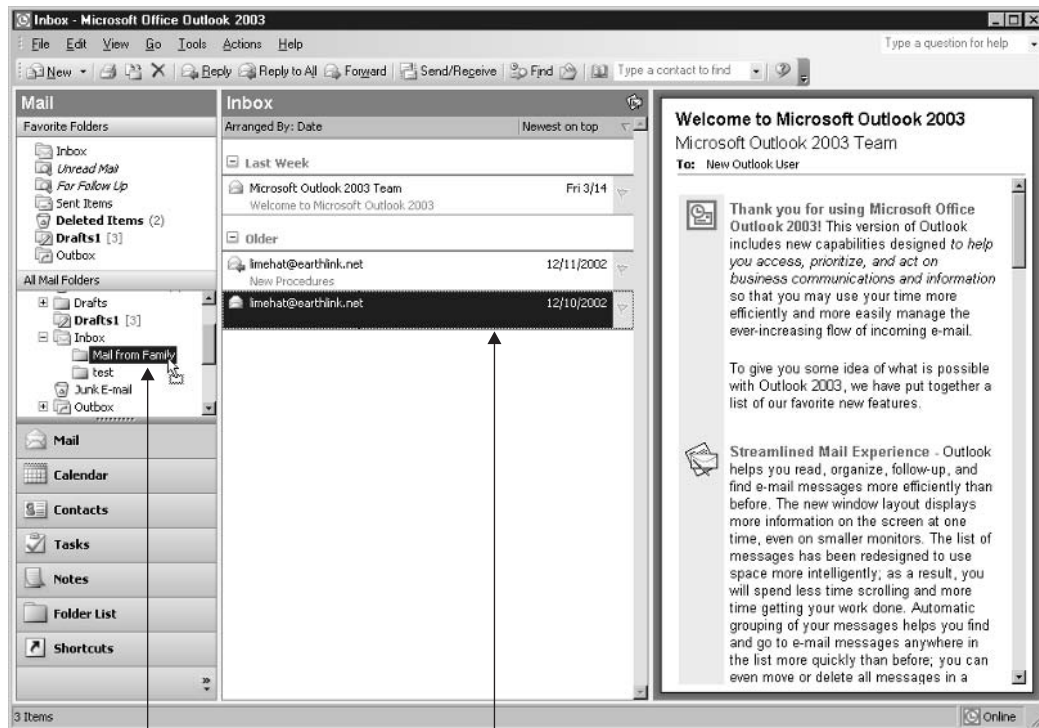 Inbox - Microsoft Office Outlook 2003
File Edit View Go Tools Actions Help
Type a question for help
New Reply Reply to All Forward Send/Receive Find Type a contact to find
Mail
Favorite Folders
Inbox
Unread Mail
For Follow Up
Sent Items
Deleted Items (2)
Drafts1 [3]
Outbox
All Mail Folders
Drafts
Drafts1 [3]
Inbox
Mail from Family
test
Junk E-mail
Outbox
Mail
Calendar
Contacts
Tasks
Notes
Folder List
Shortcuts
Inbox
Arranged By: Date Newest on top
Last Week
Microsoft Outlook 2003 Team Fri 3/14
Welcome to Microsoft Outlook 2003
Older
limehat@earthlink.net 12/11/2002
New Procedures
limehat@earthlink.net 12/10/2002
Welcome to Microsoft Outlook 2003
Microsoft Outlook 2003 Team
To: New Outlook User
Thank you for using Microsoft Office
Outlook 2003! This version of Outlook
includes new capabilities designed to help
you access, prioritize, and act on
business communications and information
so that you may use your time more
efficiently and more easily manage the
ever-increasing flow of incoming e-mail.
To give you some idea of what is possible
with Outlook 2003, we have put together a
list of our favorite new features.
Streamlined Mail Experience - Outlook
helps you read, organize, follow-up, and
find e-mail messages more efficiently than
before. The new window layout displays
more information on the screen at one
time, even on smaller monitors. The list of
messages has been redesigned to use
space more intelligently; as a result, you
will spend less time scrolling and more
time getting your work done. Automatic
grouping of your messages helps you find
and go to e-mail messages anywhere in
the list more quickly than before; you can
even move or delete all messages in a
3 Items
Online